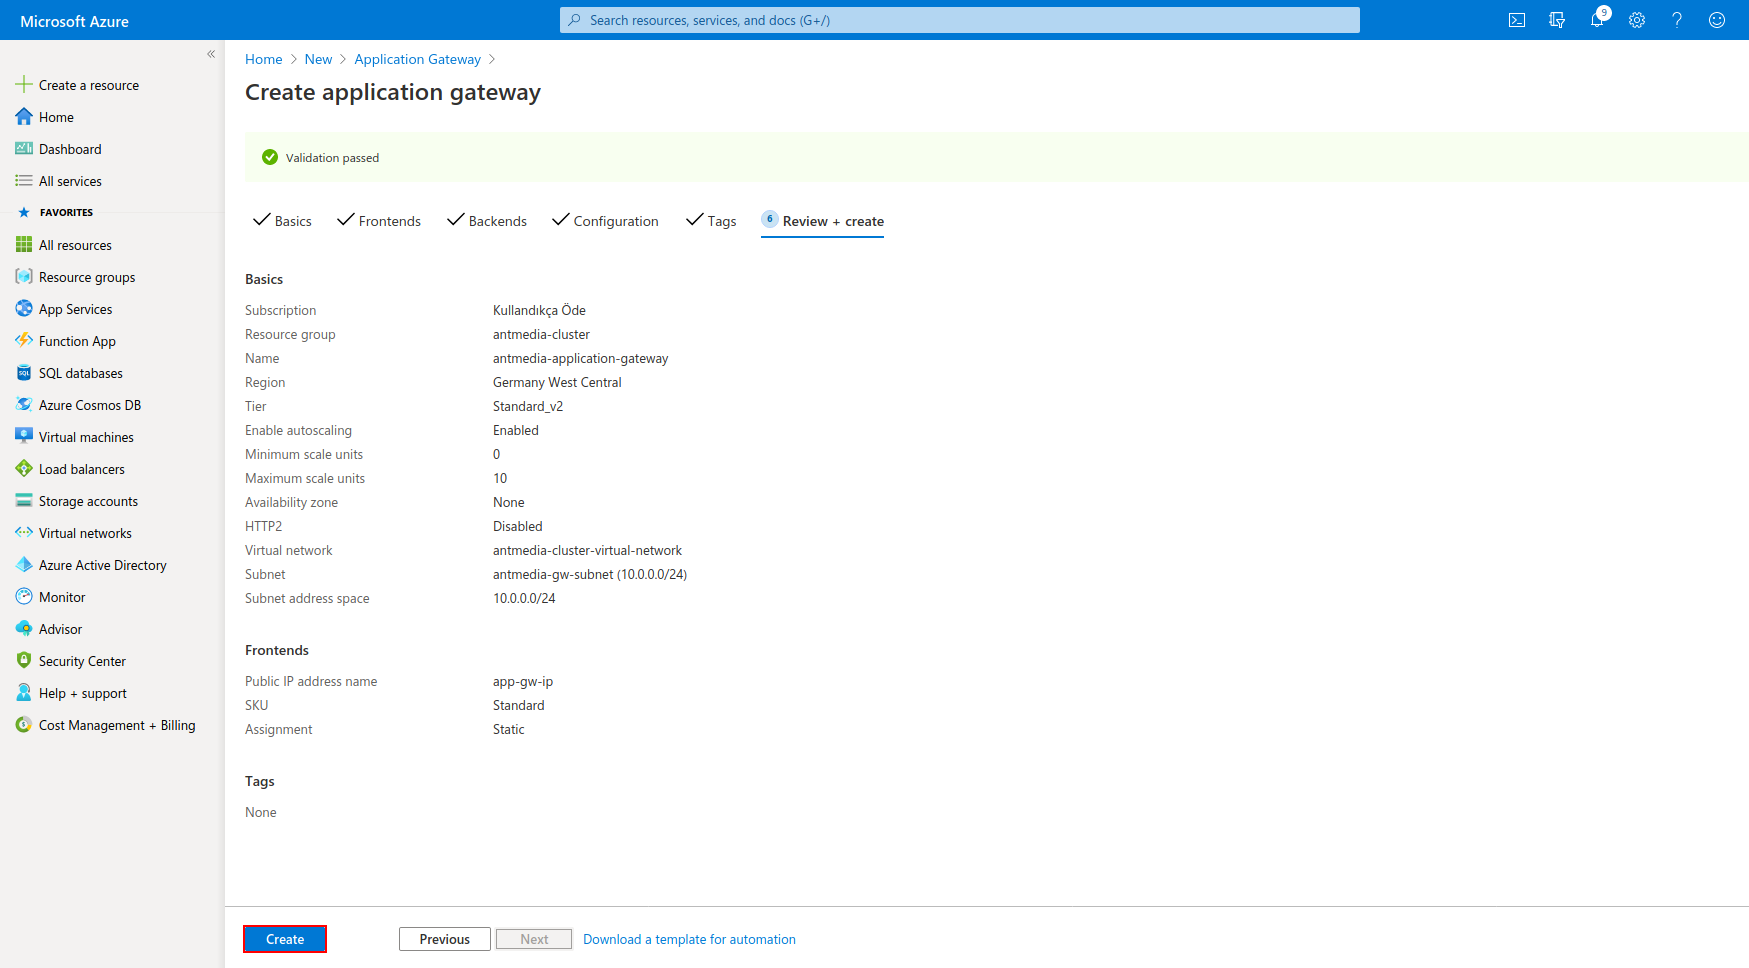 Microsoft Azure
Search resources, services, and docs (G+/)
9
«
Create a resource
Home
Dashboard
All services
FAVORITES
All resources
Resource groups
App Services
Function App
SQL databases
Azure Cosmos DB
Virtual machines
Load balancers
Storage accounts
Virtual networks
Azure Active Directory
Monitor
Advisor
Security Center
Help + support
Cost Management + Billing
Home > New > Application Gateway >
Create application gateway
Validation passed
Basics Frontends Backends Configuration Tags 6 Review + create
Basics
Subscription Kullandıkça Öde
Resource group antmedia-cluster
Name antmedia-application-gateway
Region Germany West Central
Tier Standard_v2
Enable autoscaling Enabled
Minimum scale units 0
Maximum scale units 10
Availability zone None
HTTP2 Disabled
Virtual network antmedia-cluster-virtual-network
Subnet antmedia-gw-subnet (10.0.0.0/24)
Subnet address space 10.0.0.0/24
Frontends
Public IP address name app-gw-ip
SKU Standard
Assignment Static
Tags
None
Create Previous Next Download a template for automation